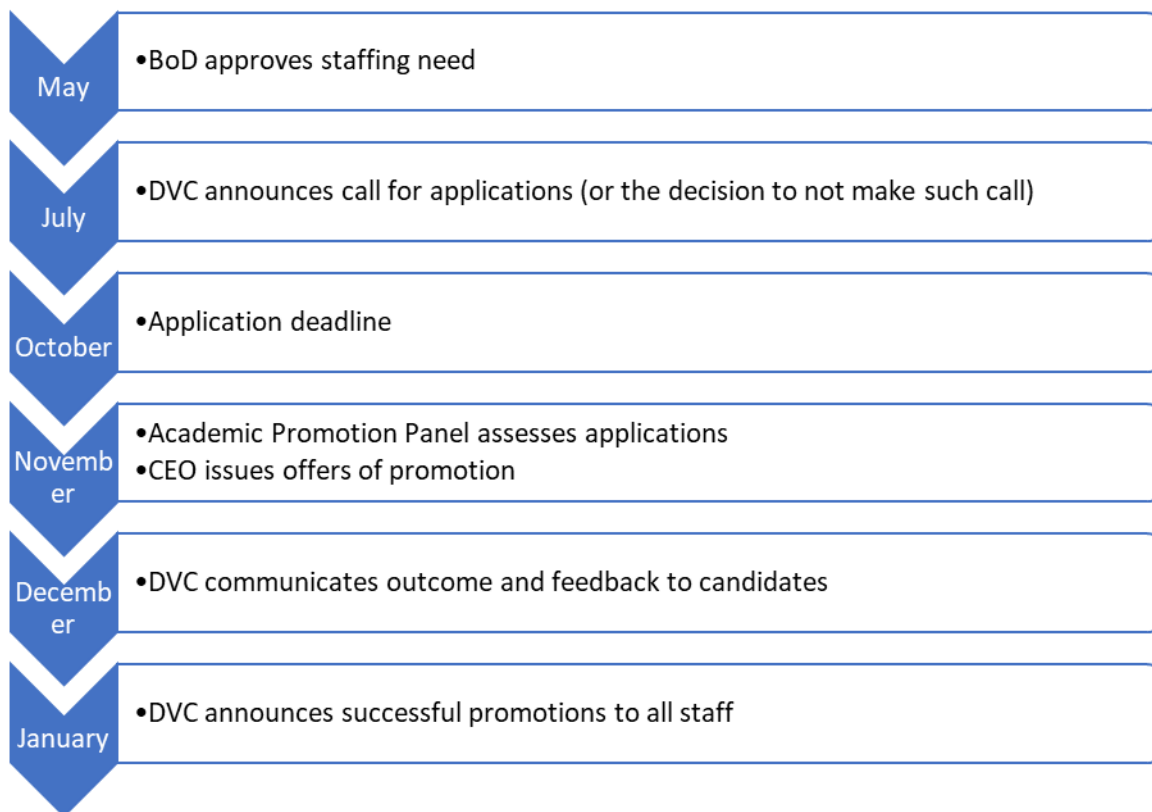 May
•BoD approves staffing need
July
•DVC announces call for applications (or the decision to not make such call)
October
•Application deadline
Novemb
er
•Academic Promotion Panel assesses applications
•CEO issues offers of promotion
Decemb
er
•DVC communicates outcome and feedback to candidates
January
•DVC announces successful promotions to all staff